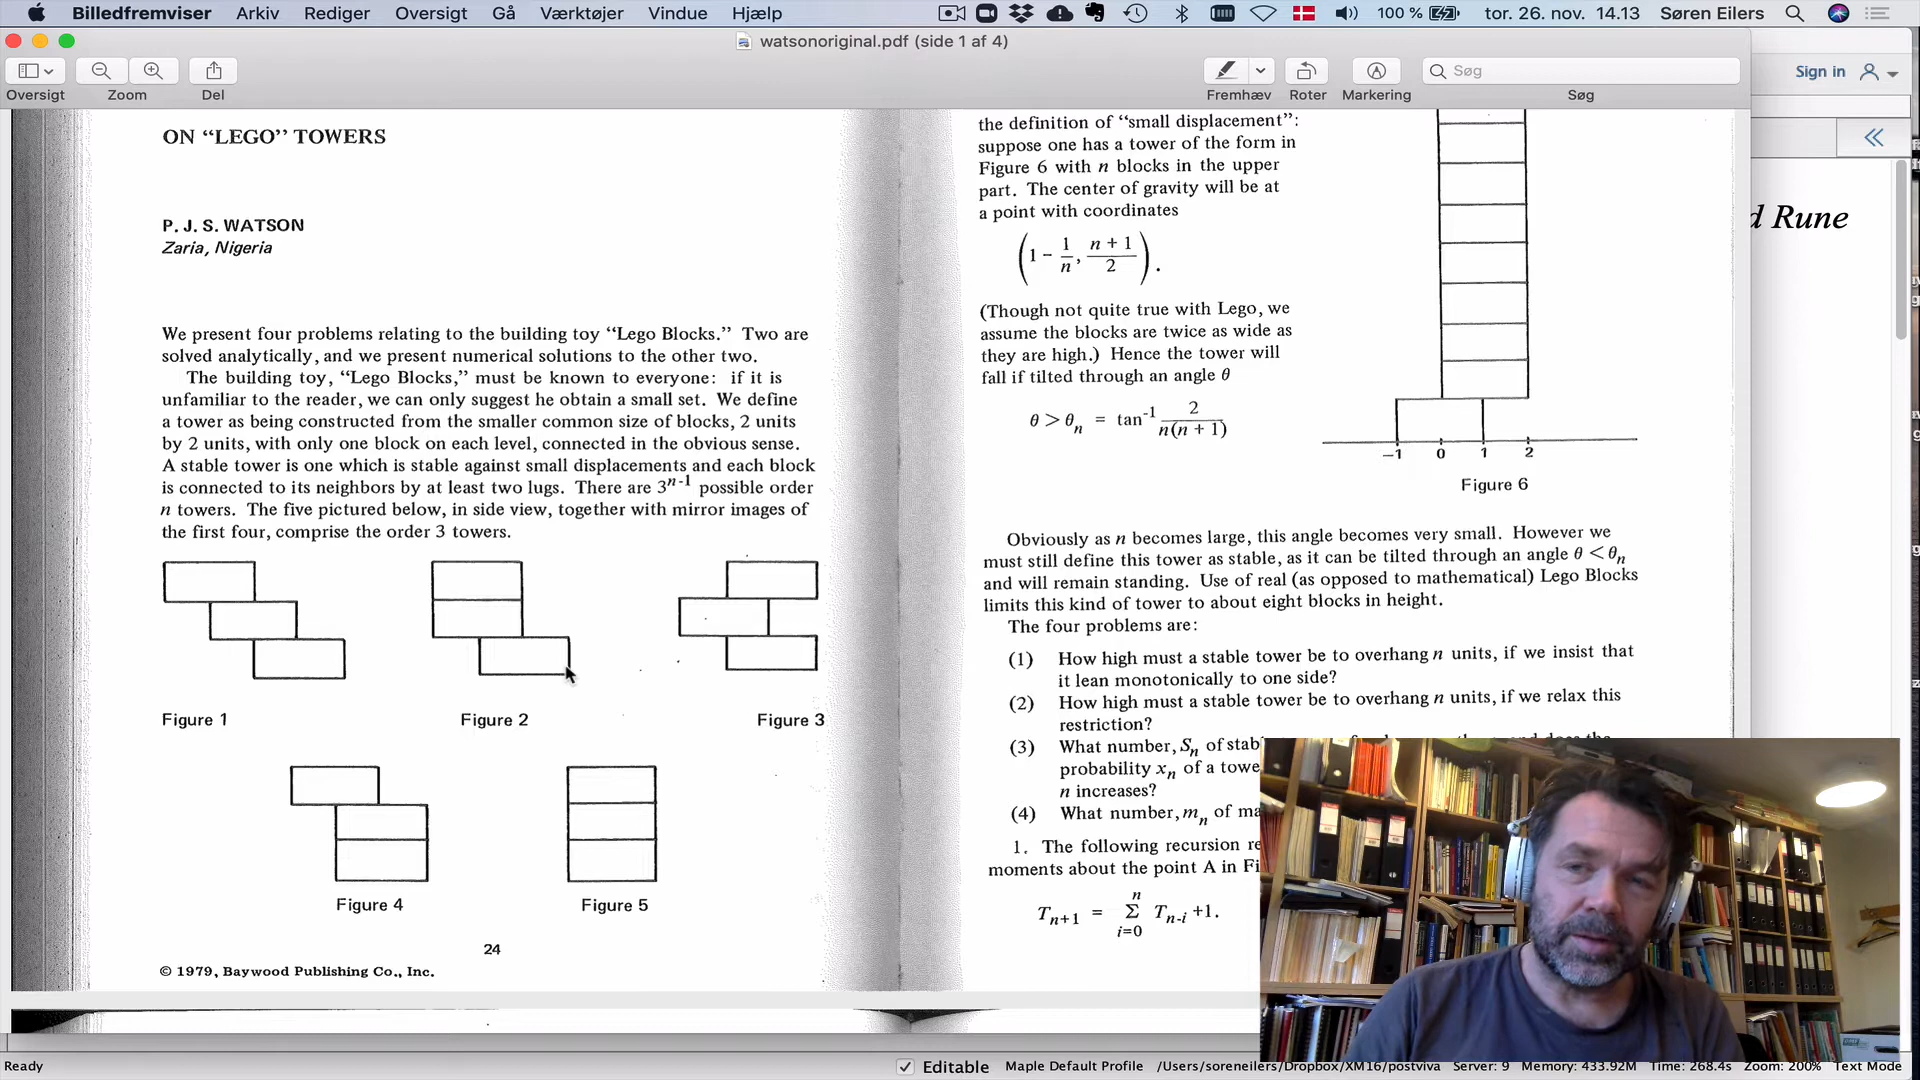 Billedfremviser Arkiv Rediger Oversigt Gå Værktøjer Vindue Hjælp 100 % tor. 26. nov. 14.13 Søren Eilers
watsonoriginal.pdf (side 1 af 4)
Søg
Oversigt Zoom Del Fremhæv Roter Markering Søg
Sign in
d Rune
ON “LEGO” TOWERS
P. J. S. WATSON
Zaria, Nigeria
We present four problems relating to the building toy “Lego Blocks.” Two are
solved analytically, and we present numerical solutions to the other two.
The building toy, “Lego Blocks,” must be known to everyone: if it is
unfamiliar to the reader, we can only suggest he obtain a small set. We define
a tower as being constructed from the smaller common size of blocks, 2 units
by 2 units, with only one block on each level, connected in the obvious sense.
A stable tower is one which is stable against small displacements and each block
is connected to its neighbors by at least two lugs. There are 3^{n-1} possible order
n towers. The five pictured below, in side view, together with mirror images of
the first four, comprise the order 3 towers.
Figure 1 Figure 2 Figure 3
Figure 4 Figure 5
24
© 1979, Baywood Publishing Co., Inc.
the definition of “small displacement”:
suppose one has a tower of the form in
Figure 6 with n blocks in the upper
part. The center of gravity will be at
a point with coordinates
(1 - 1/n, (n + 1)/2).
(Though not quite true with Lego, we
assume the blocks are twice as wide as
they are high.) Hence the tower will
fall if tilted through an angle θ
θ > θ_n = tan^{-1} 2/(n(n + 1))
-1 0 1 2
Figure 6
Obviously as n becomes large, this angle becomes very small. However we
must still define this tower as stable, as it can be tilted through an angle θ < θ_n
and will remain standing. Use of real (as opposed to mathematical) Lego Blocks
limits this kind of tower to about eight blocks in height.
The four problems are:
(1) How high must a stable tower be to overhang n units, if we insist that
it lean monotonically to one side?
(2) How high must a stable tower be to overhang n units, if we relax this
restriction?
(3) What number, S_n of stab
probability x_n of a towe
n increases?
(4) What number, m_n of ma
1. The following recursion re
moments about the point A in Fi
T_{n+1} = Σ_{i=0}^{n} T_{n-i} +1.
Ready Editable Maple Default Profile /Users/soreneilers/Dropbox/XM16/postviva Server: 9 Memory: 433.92M Time: 268.4s Zoom: 200% Text Mode